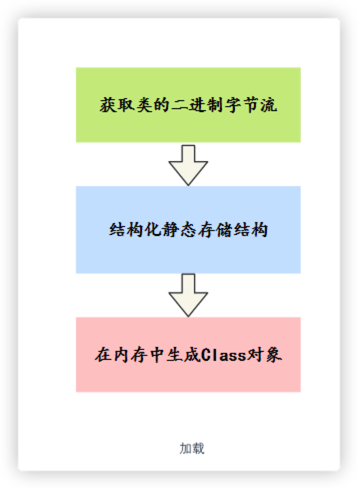 获取类的二进制字节流
结构化静态存储结构
在内存中生成Class对象
加载